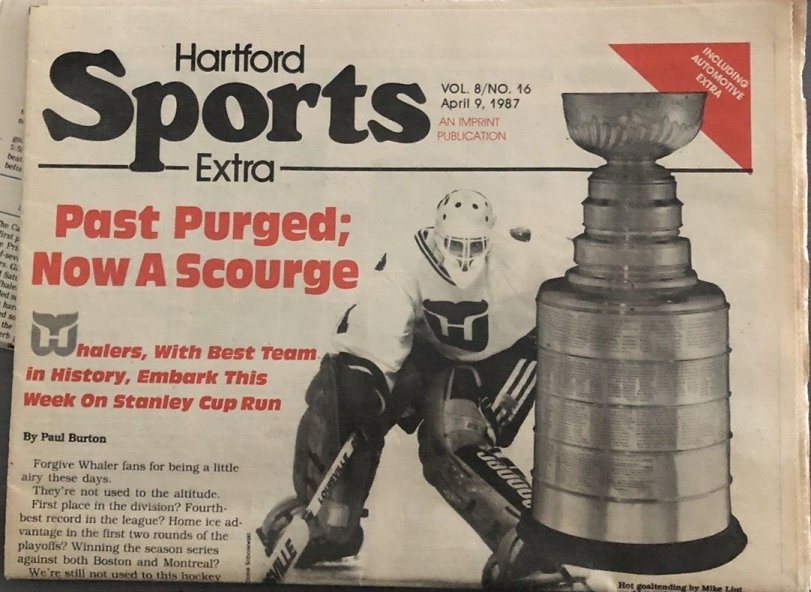 Hartford
Sports
Extra
VOL. 8/NO. 16
April 9, 1987
AN IMPRINT
PUBLICATION
INCLUDING
AUTOMOTIVE
EXTRA
Past Purged;
Now A Scourge
Whalers, With Best Team
in History, Embark This
Week On Stanley Cup Run
By Paul Burton
Forgive Whaler fans for being a little
airy these days.
They're not used to the altitude.
First place in the division? Fourth-
best record in the league? Home ice ad-
vantage in the first two rounds of the
playoffs? Winning the season series
against both Boston and Montreal?
We're still not used to this hockey
LOUISVILLE
VILLE
COOPER
Hot goaltending by Mike Liut